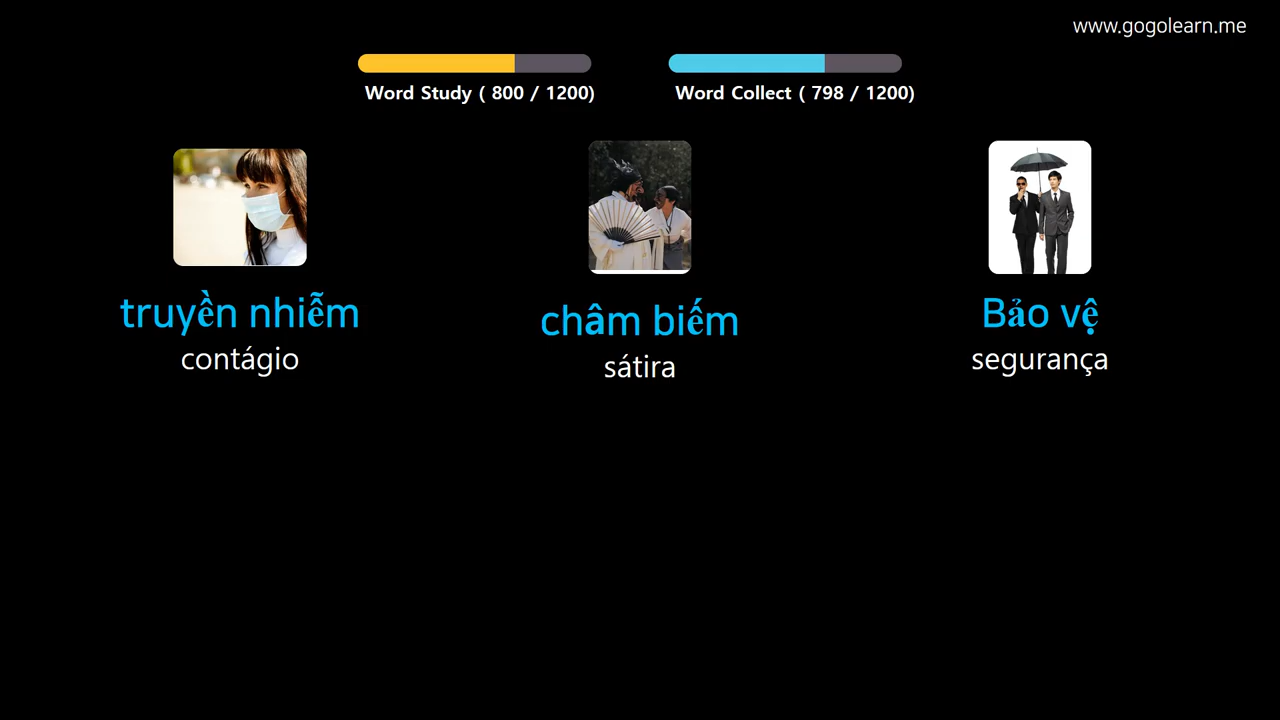 www.gogolearn.me
Word Study ( 800 / 1200)
Word Collect ( 798 / 1200)
truyền nhiễm
contágio
châm biếm
sátira
Bảo vệ
segurança